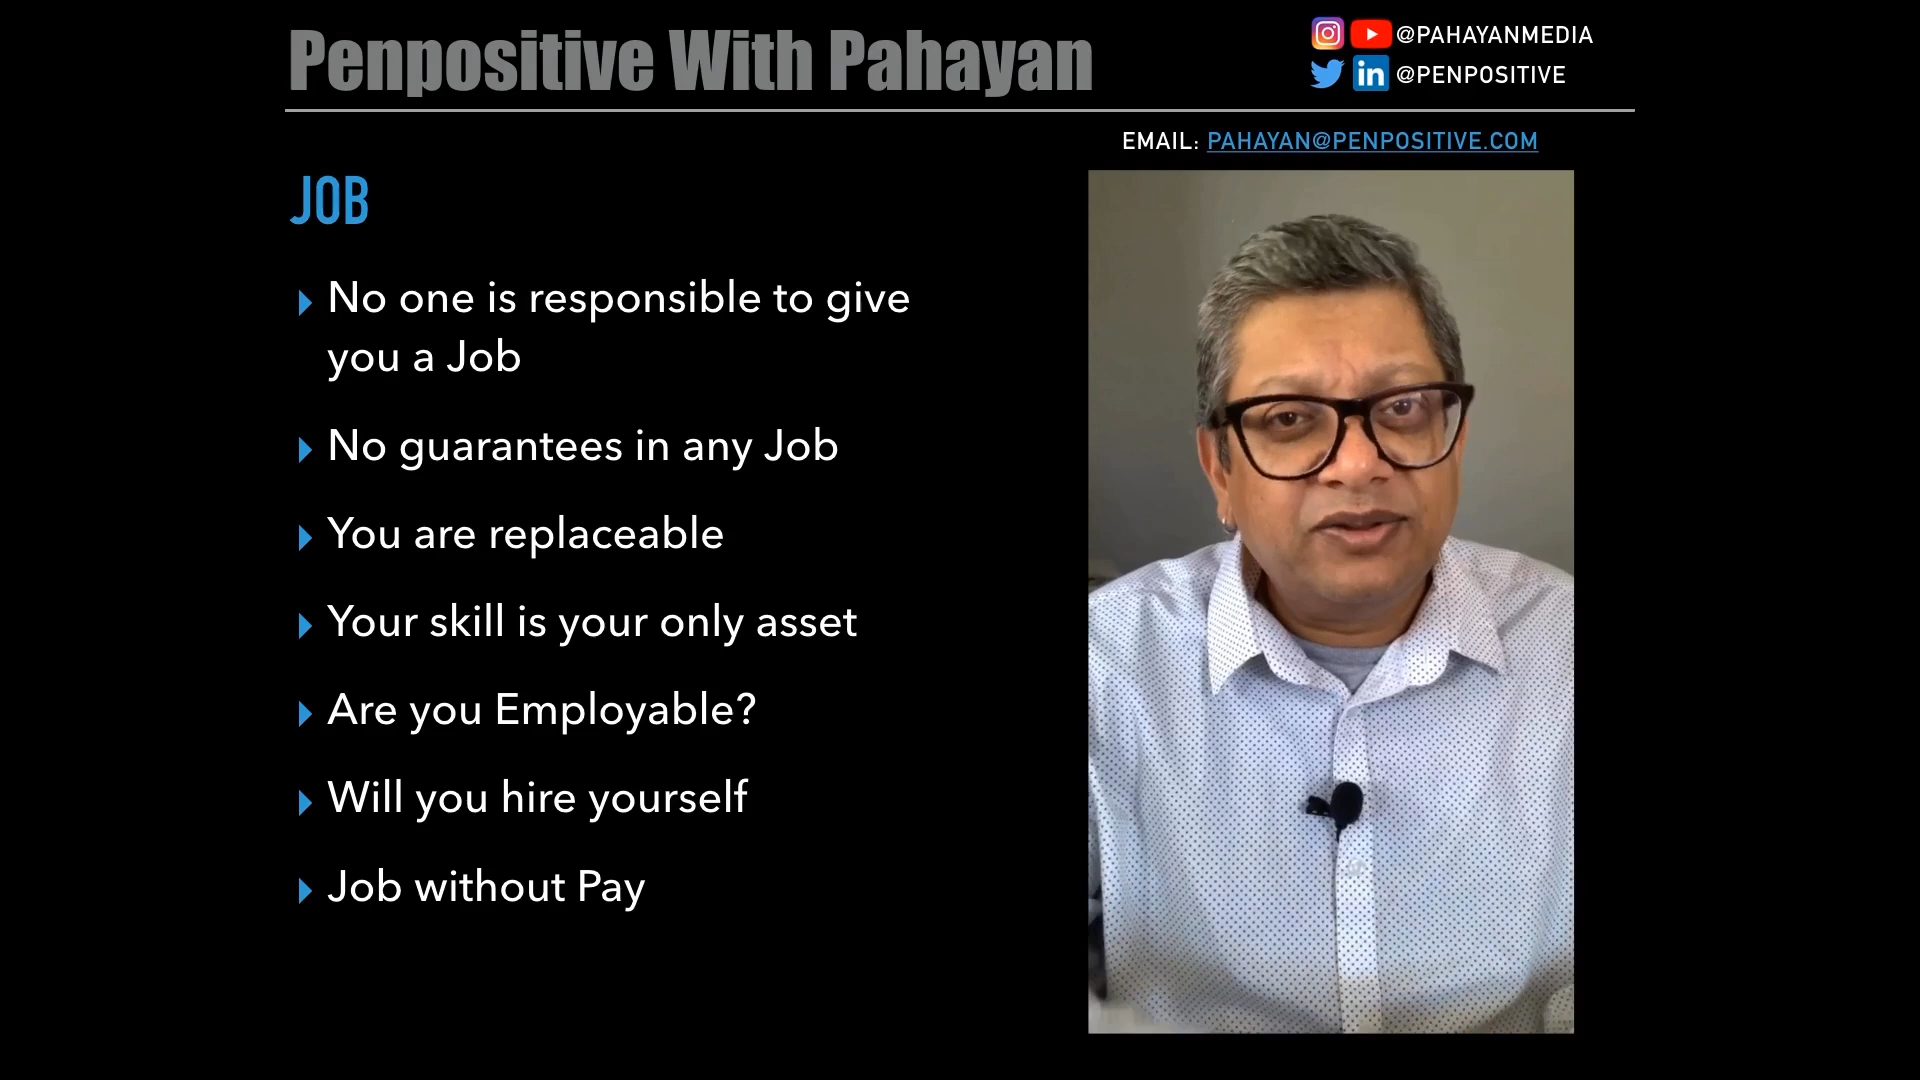 Penpositive With Pahayan
@PAHAYANMEDIA
in @PENPOSITIVE
EMAIL: PAHAYAN@PENPOSITIVE.COM
JOB
No one is responsible to give
you a Job
No guarantees in any Job
You are replaceable
Your skill is your only asset
Are you Employable?
Will you hire yourself
Job without Pay